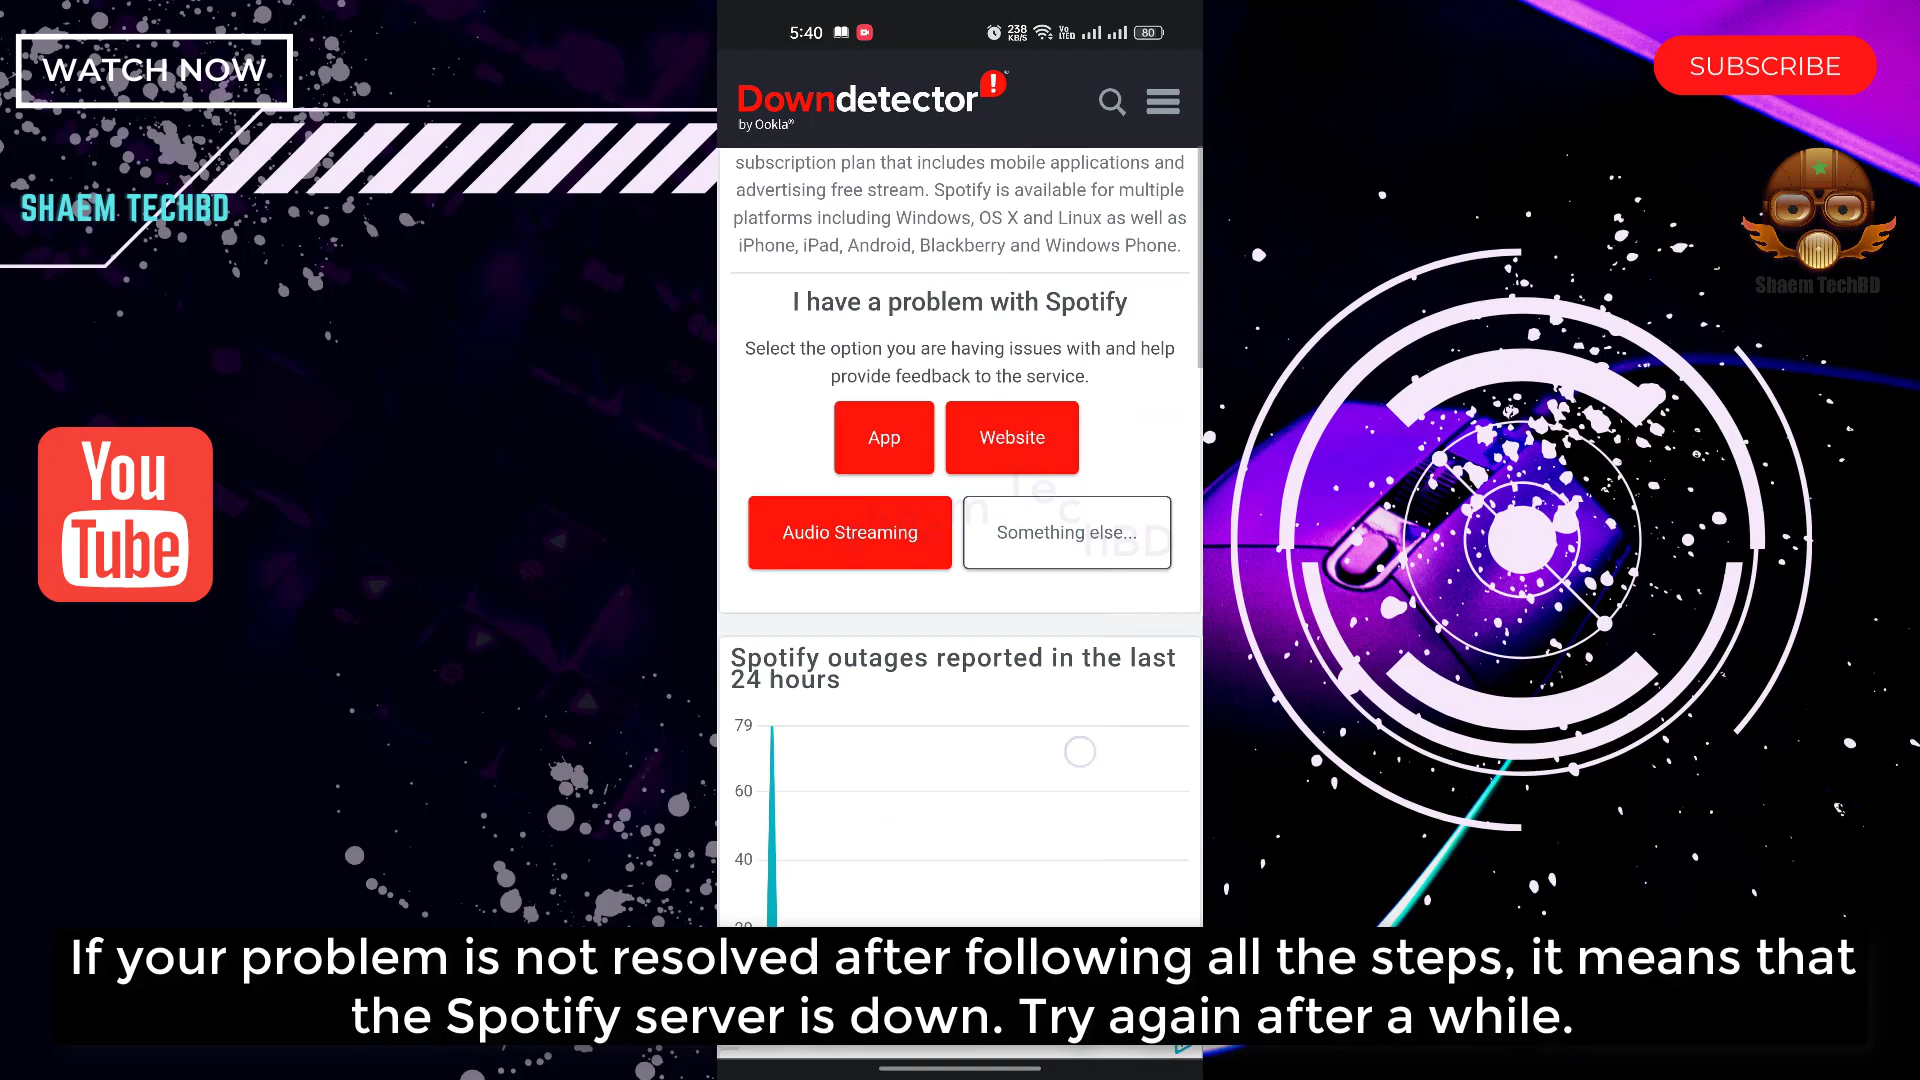 5:40
238
KB/S
Vo
LTE
80
WATCH NOW
SUBSCRIBE
Downdetector
by Ookla®
SHAEM TECHBD
Shaem TechBD
subscription plan that includes mobile applications and
advertising free stream. Spotify is available for multiple
platforms including Windows, OS X and Linux as well as
iPhone, iPad, Android, Blackberry and Windows Phone.
I have a problem with Spotify
Select the option you are having issues with and help
provide feedback to the service.
App
Website
Audio Streaming
Something else...
You
Tube
Spotify outages reported in the last
24 hours
79
60
40
If your problem is not resolved after following all the steps, it means that
the Spotify server is down. Try again after a while.